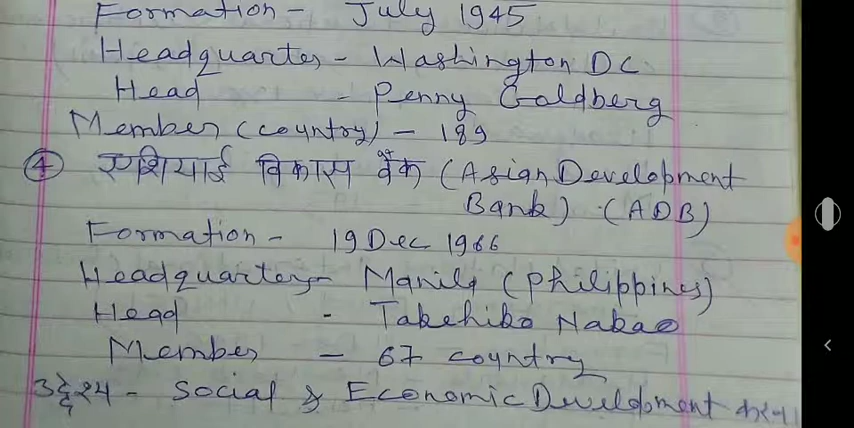 Formation - July 1945
Headquarter - Washington DC
Head - Penny Goldberg
Member (country) - 189
④ एशियाई विकास बैंक (Asian Development
Bank) (ADB)
Formation - 19 Dec 1966
Headquarter - Manila (Philippines)
Head - Takehiko Nakao
Member - 67 country
उद्देश्य - Social & Economic Development करना